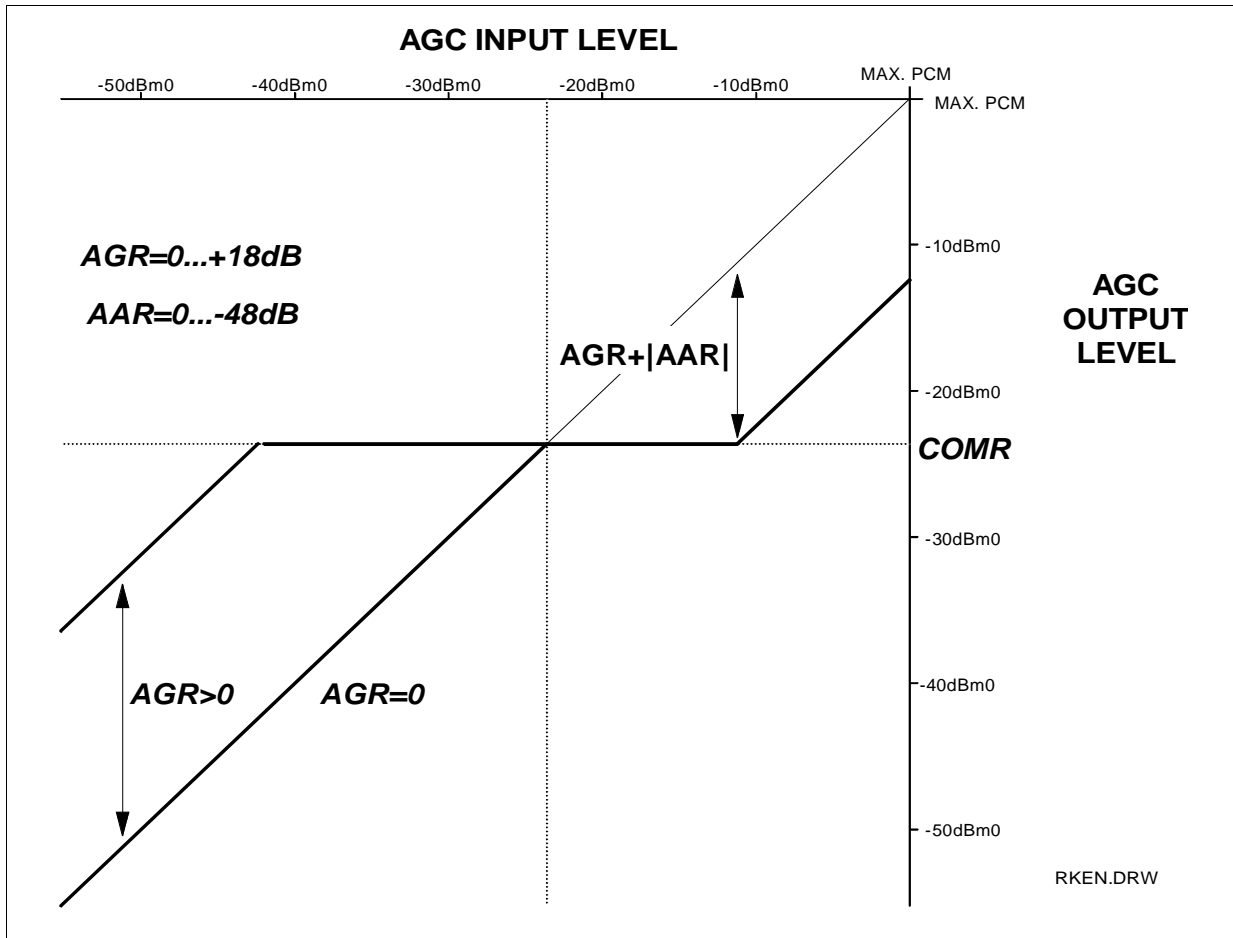 AGC INPUT LEVEL
-50dBm0
-40dBm0
-30dBm0
-20dBm0
-10dBm0
MAX. PCM
MAX. PCM
AGR=0...+18dB
AAR=0...-48dB
-10dBm0
AGC
OUTPUT
LEVEL
AGR+|AAR|
-20dBm0
COMR
-30dBm0
AGR>0
AGR=0
-40dBm0
-50dBm0
RKEN.DRW